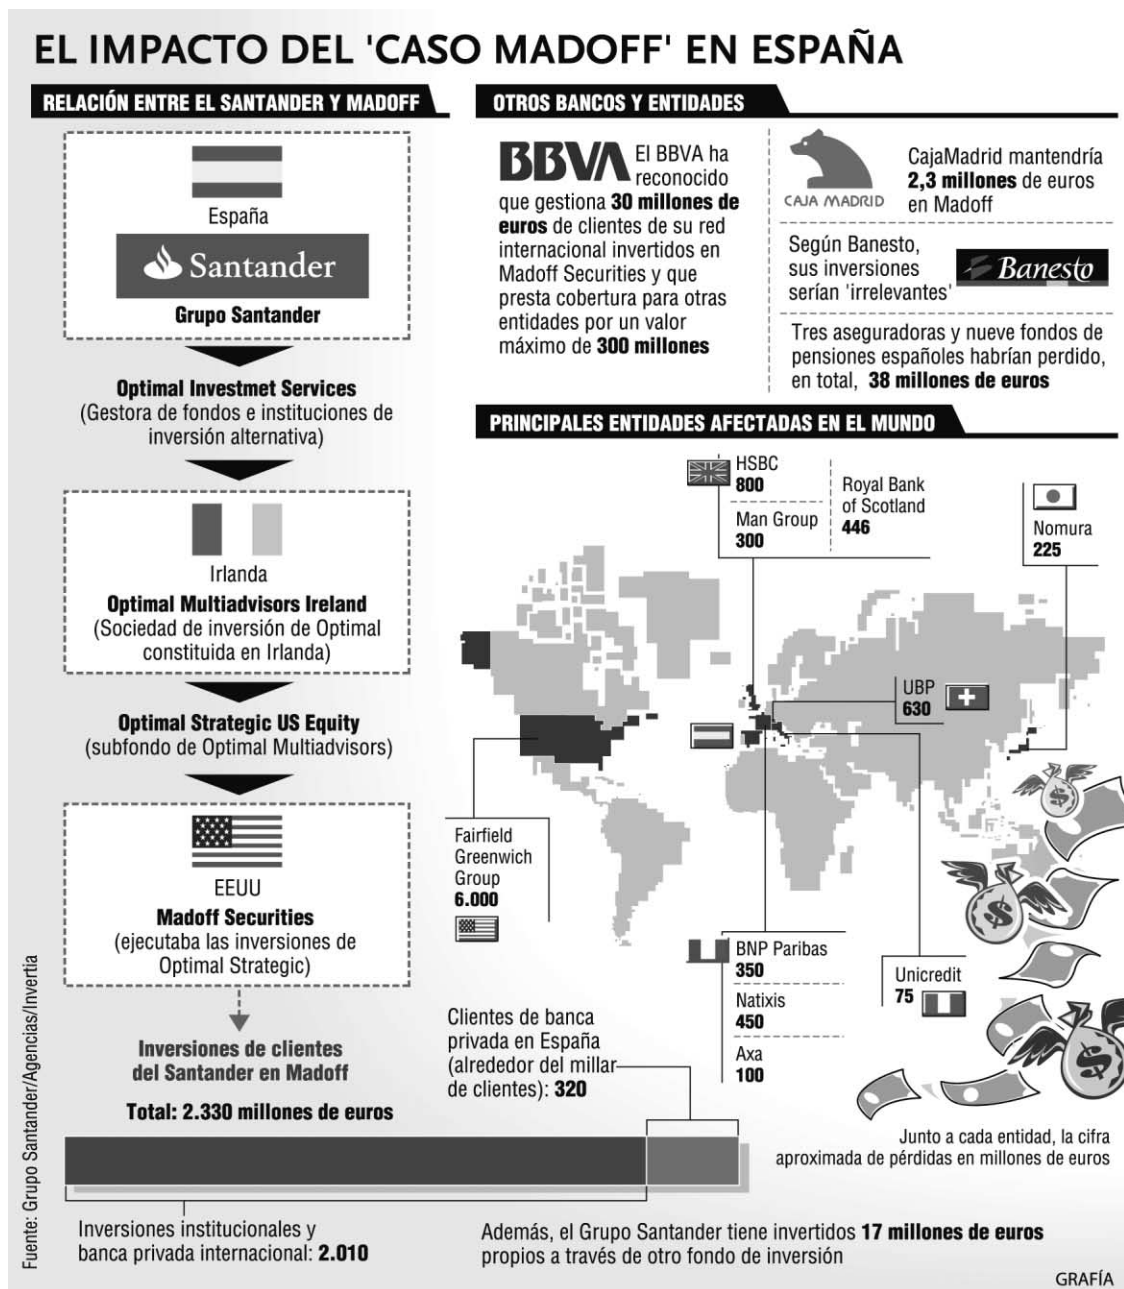 EL IMPACTO DEL 'CASO MADOFF' EN ESPAÑA
RELACIÓN ENTRE EL SANTANDER Y MADOFF
España
Santander
Grupo Santander
Optimal Investmet Services
(Gestora de fondos e instituciones de
inversión alternativa)
Irlanda
Optimal Multiadvisors Ireland
(Sociedad de inversión de Optimal
constituida en Irlanda)
Optimal Strategic US Equity
(subfondo de Optimal Multiadvisors)
EEUU
Madoff Securities
(ejecutaba las inversiones de
Optimal Strategic)
Inversiones de clientes
del Santander en Madoff
Total: 2.330 millones de euros
Clientes de banca
privada en España
(alrededor del millar
de clientes): 320
Inversiones institucionales y
banca privada internacional: 2.010
OTROS BANCOS Y ENTIDADES
BBVA El BBVA ha
reconocido
que gestiona 30 millones de
euros de clientes de su red
internacional invertidos en
Madoff Securities y que
presta cobertura para otras
entidades por un valor
máximo de 300 millones
CAJA MADRID
CajaMadrid mantendría
2,3 millones de euros
en Madoff
Según Banesto,
sus inversiones
serían 'irrelevantes'
Banesto
Tres aseguradoras y nueve fondos de
pensiones españoles habrían perdido,
en total, 38 millones de euros
PRINCIPALES ENTIDADES AFECTADAS EN EL MUNDO
HSBC
800
Man Group
300
Royal Bank
of Scotland
446
Nomura
225
UBP
630
Fairfield
Greenwich
Group
6.000
BNP Paribas
350
Natixis
450
Axa
100
Unicredit
75
$
$
$
Junto a cada entidad, la cifra
aproximada de pérdidas en millones de euros
Además, el Grupo Santander tiene invertidos 17 millones de euros
propios a través de otro fondo de inversión
Fuente: Grupo Santander/Agencias/Invertia
GRAFÍA